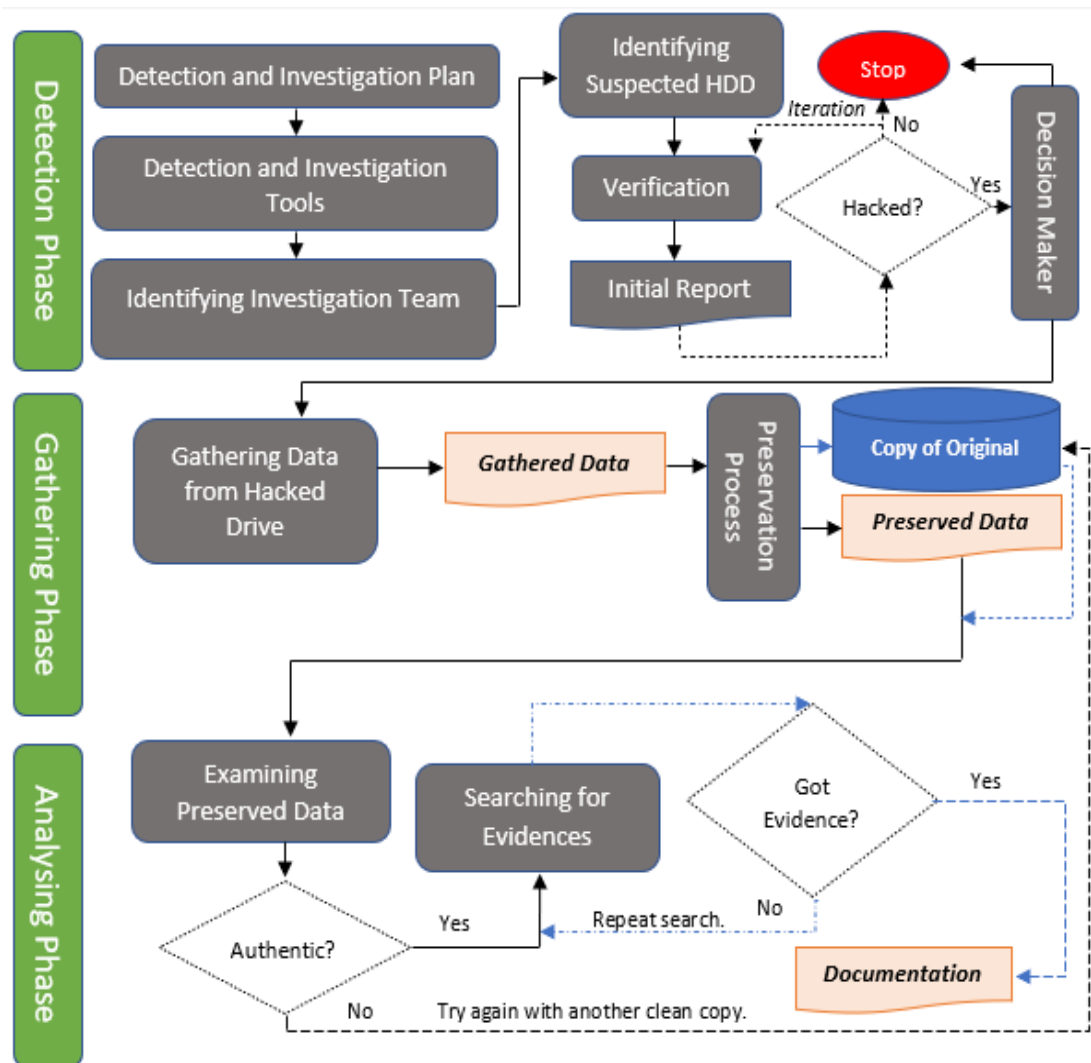 Detection Phase
Detection and Investigation Plan
Detection and Investigation
Tools
Identifying Investigation Team
Identifying
Suspected HDD
Verification
Initial Report
Stop
Iteration
No
Hacked?
Yes
Decision Maker
Gathering Phase
Gathering Data
from Hacked
Drive
Gathered Data
Preservation
Process
Copy of Original
Preserved Data
Analysing Phase
Examining
Preserved Data
Authentic?
Yes
No
Try again with another clean copy.
Searching for
Evidences
Got
Evidence?
Yes
No
Repeat search.
Documentation